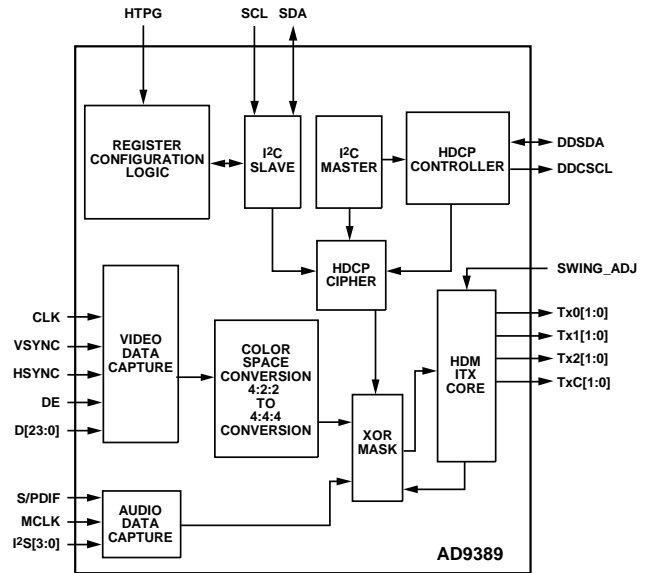 HTPG
SCL
SDA
REGISTER
CONFIGURATION
LOGIC
I²C
SLAVE
I²C
MASTER
HDCP
CONTROLLER
DDSDA
DDCSCL
HDCP
CIPHER
SWING_ADJ
CLK
VSYNC
HSYNC
DE
D[23:0]
VIDEO
DATA
CAPTURE
COLOR
SPACE
CONVERSION
4:2:2
TO
4:4:4
CONVERSION
XOR
MASK
HDM
ITX
CORE
Tx0[1:0]
Tx1[1:0]
Tx2[1:0]
TxC[1:0]
S/PDIF
MCLK
I²S[3:0]
AUDIO
DATA
CAPTURE
AD9389